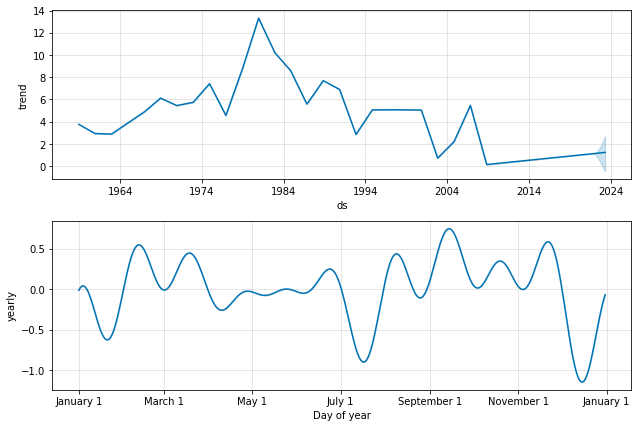 14
12
10
8
6
4
2
0
trend
1964 1974 1984 1994 2004 2014 2024
ds
0.5
0.0
−0.5
−1.0
yearly
January 1 March 1 May 1 July 1 September 1 November 1 January 1
Day of year